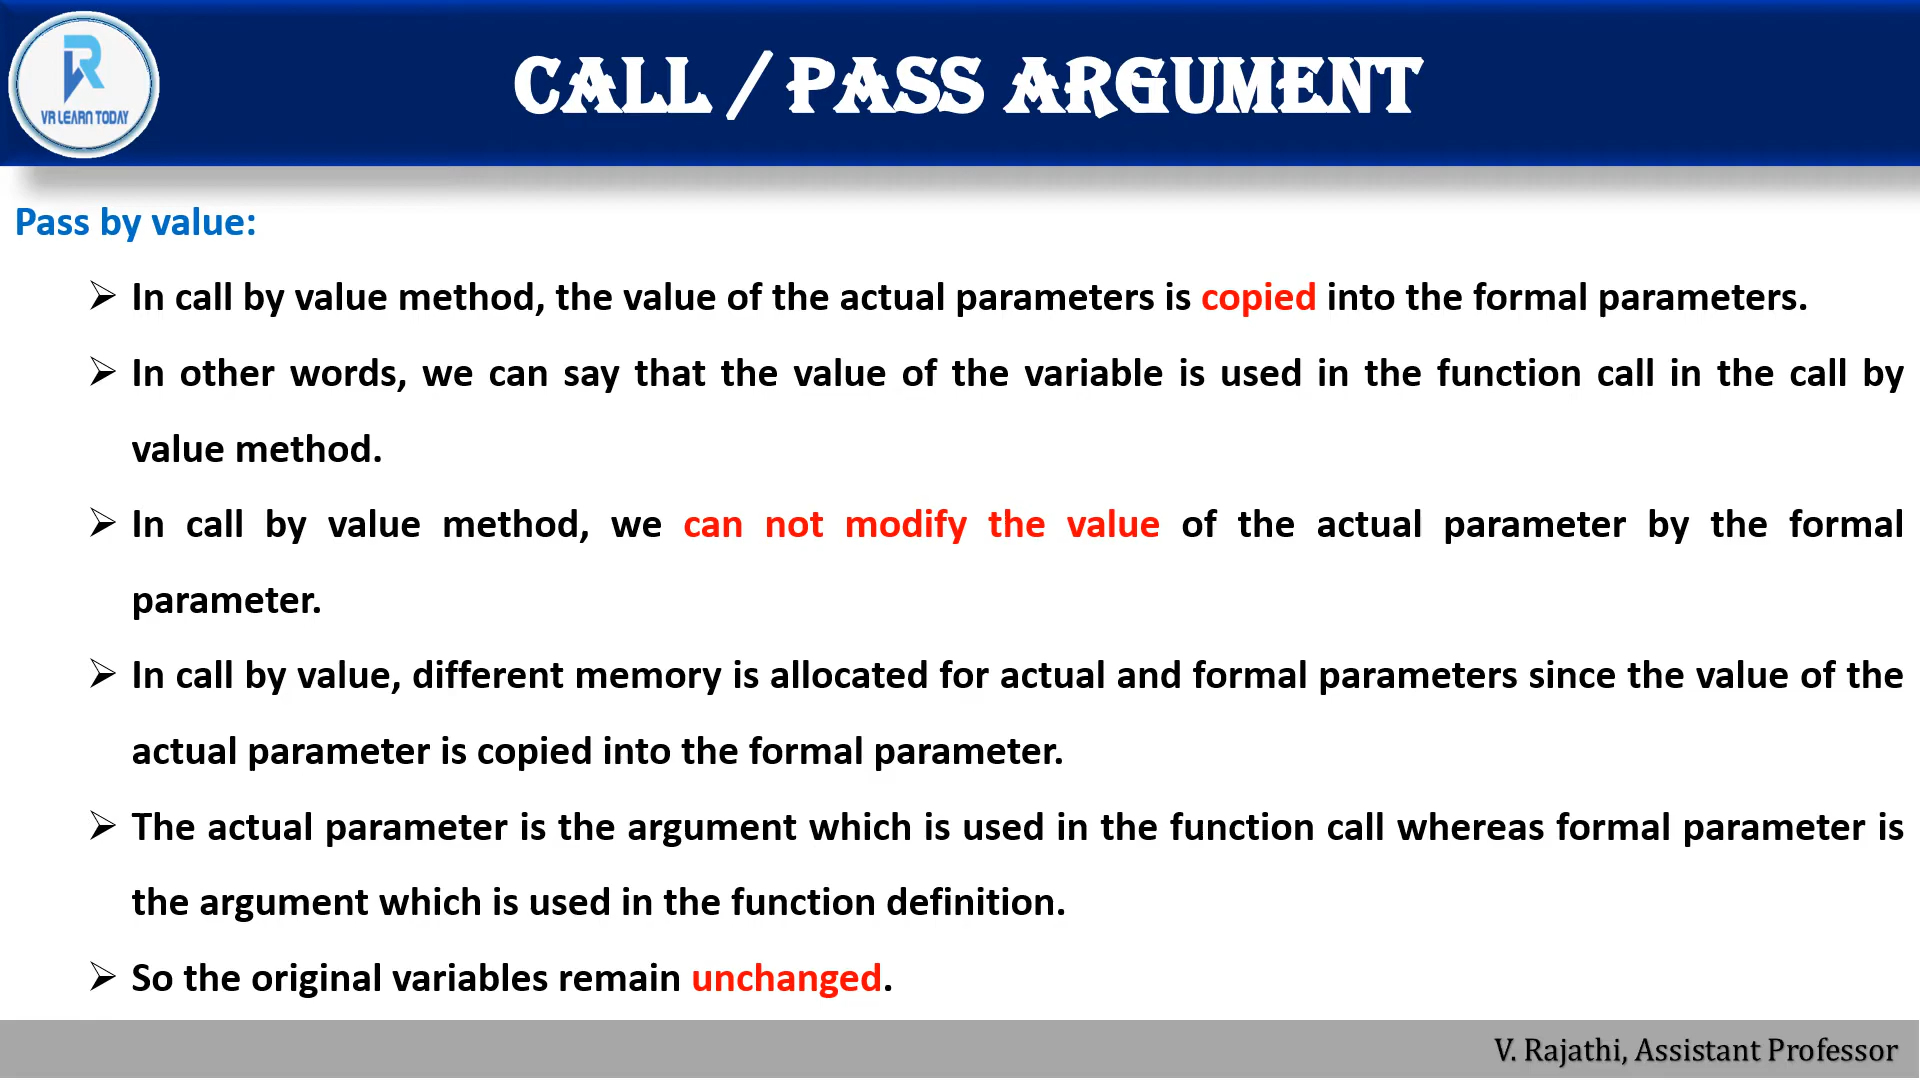 VR LEARN TODAY
CALL / PASS ARGUMENT
Pass by value:
➢ In call by value method, the value of the actual parameters is copied into the formal parameters.
➢ In other words, we can say that the value of the variable is used in the function call in the call by
value method.
➢ In call by value method, we can not modify the value of the actual parameter by the formal
parameter.
➢ In call by value, different memory is allocated for actual and formal parameters since the value of the
actual parameter is copied into the formal parameter.
➢ The actual parameter is the argument which is used in the function call whereas formal parameter is
the argument which is used in the function definition.
➢ So the original variables remain unchanged.
V. Rajathi, Assistant Professor